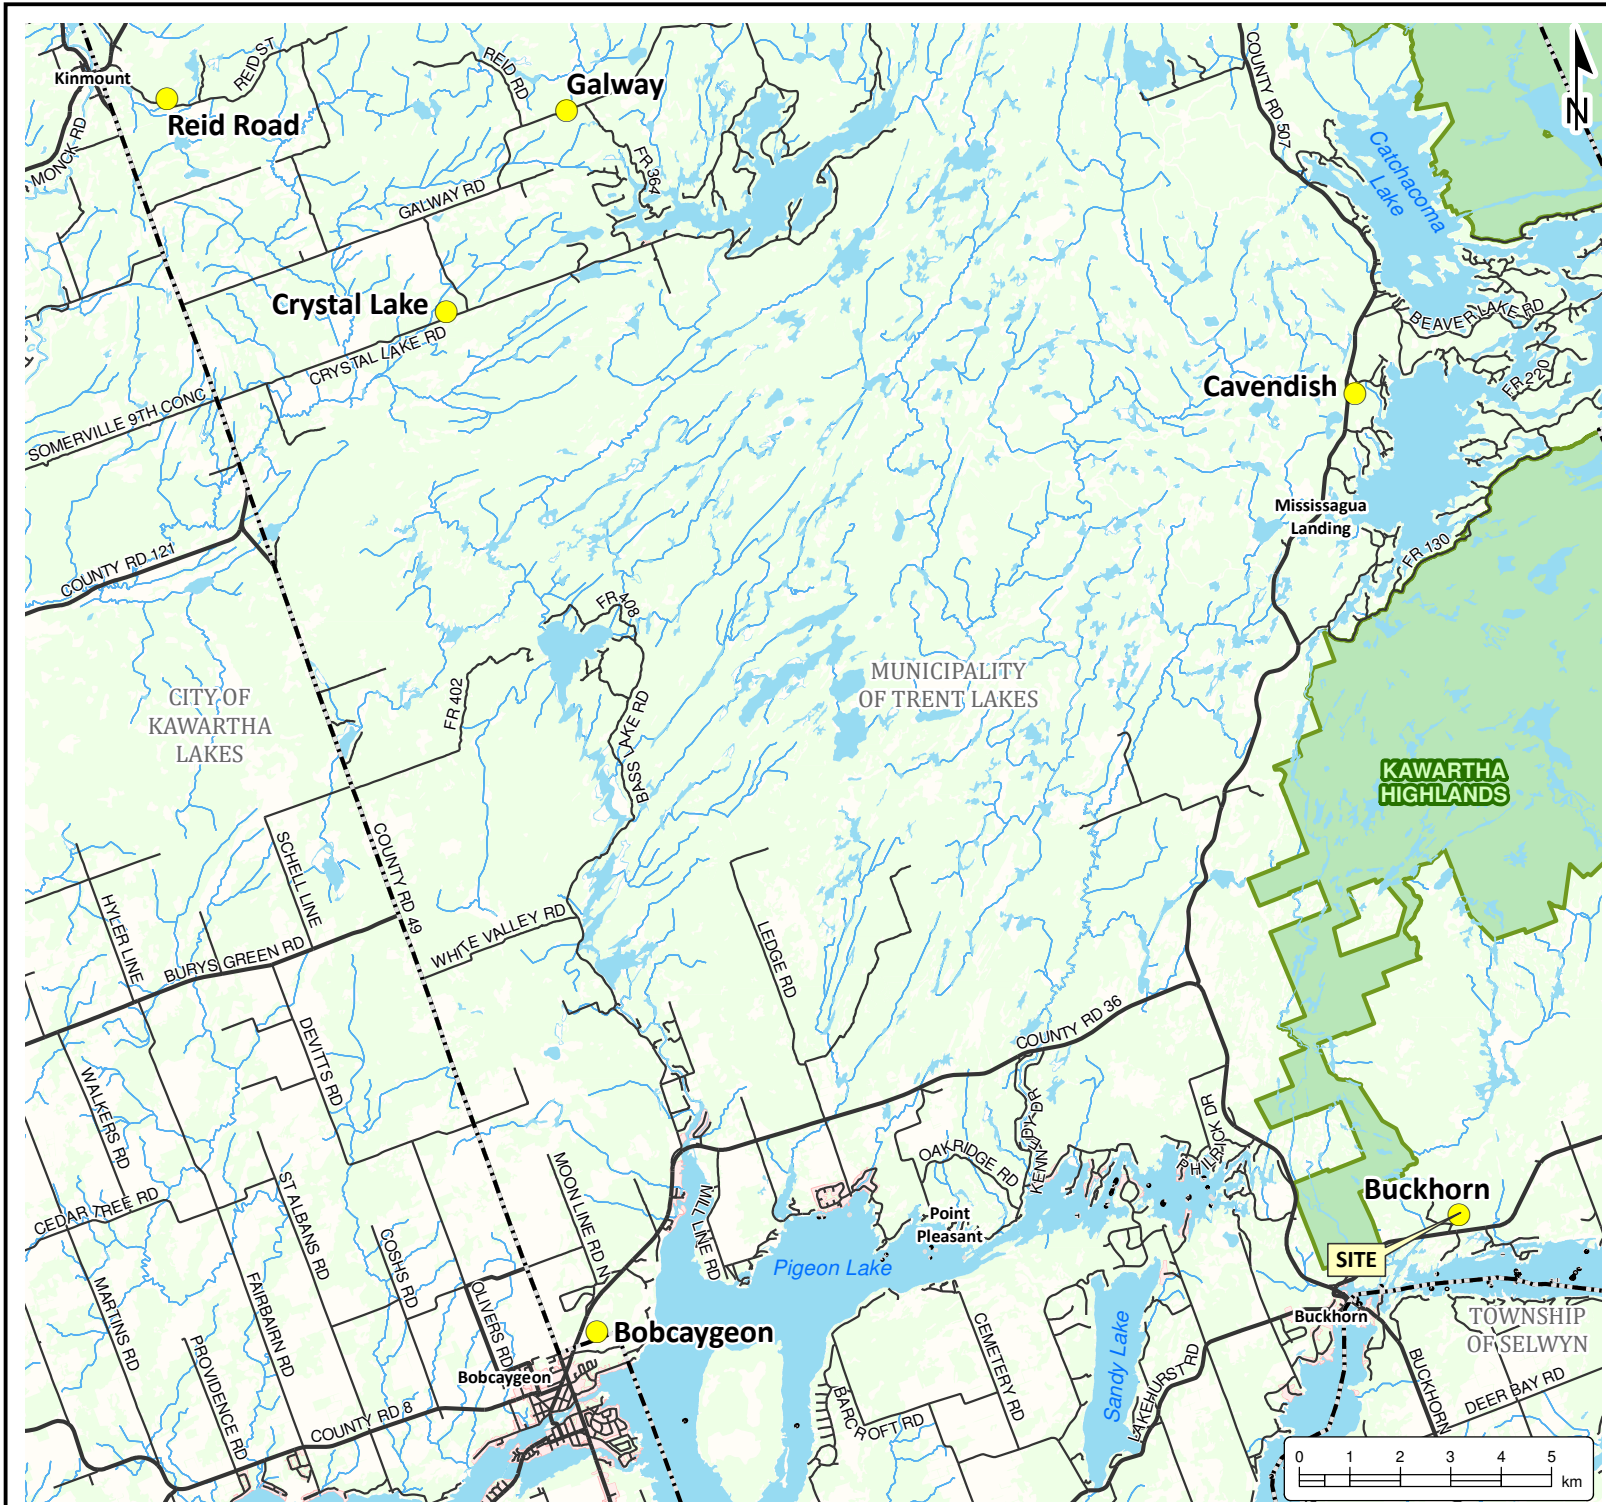 Kinmount
REID ST
Reid Road
MONCK RD
REID RD
Galway
FR 364
GALWAY RD
COUNTY RD 507
Catchacoma
Lake
N
Crystal Lake
CRYSTAL LAKE RD
SOMERVILLE 9TH CONC
BEAVER LAKE RD
FR 220
Cavendish
Mississagua
Landing
FR 130
COUNTY RD 121
FR 408
CITY OF
KAWARTHA
LAKES
FR 402
BASS LAKE RD
MUNICIPALITY
OF TRENT LAKES
KAWARTHA
HIGHLANDS
SCHELL LINE
COUNTY RD 49
HYLER LINE
BURYS GREEN RD
WHITE VALLEY RD
LEDGE RD
COUNTY RD 36
DEVITTS RD
WALKERS RD
KENNEDY DR
OAKRIDGE RD
PHILRICK DR
CEDAR TREE RD
ST ALBANS RD
MOON LINE RD N
MILL LINE RD
Point
Pleasant
Buckhorn
SITE
COSHS RD
Pigeon Lake
MARTINS RD
FAIRBAIRN RD
OLIVERS RD
PROVIDENCE RD
Bobcaygeon
Bobcaygeon
CEMETERY RD
Sandy Lake
LAKEHURST RD
Buckhorn
TOWNSHIP
OF SELWYN
BUCKHORN
DEER BAY RD
COUNTY RD 8
BARCROFT RD
0 1 2 3 4 5
km